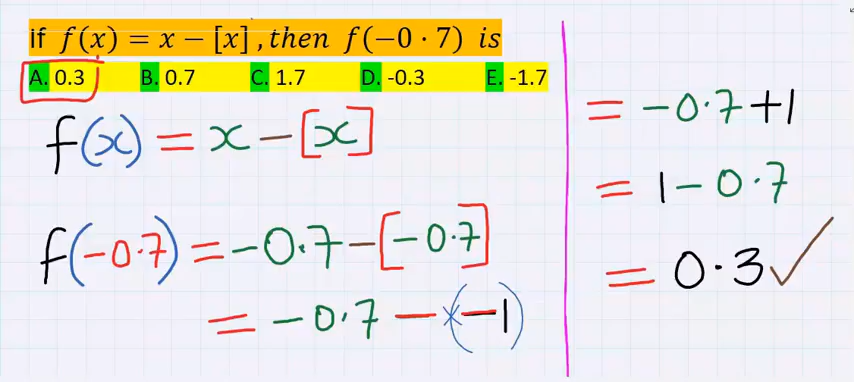 if f(x) = x − [x] , then f(−0 · 7) is
A. 0.3 B. 0.7 C. 1.7 D. -0.3 E. -1.7
f(x) = x − [x]
f(−0.7) = −0.7 − [−0.7]
= −0.7 − x(−1)
= −0.7 + 1
= 1 − 0.7
= 0.3 ✓